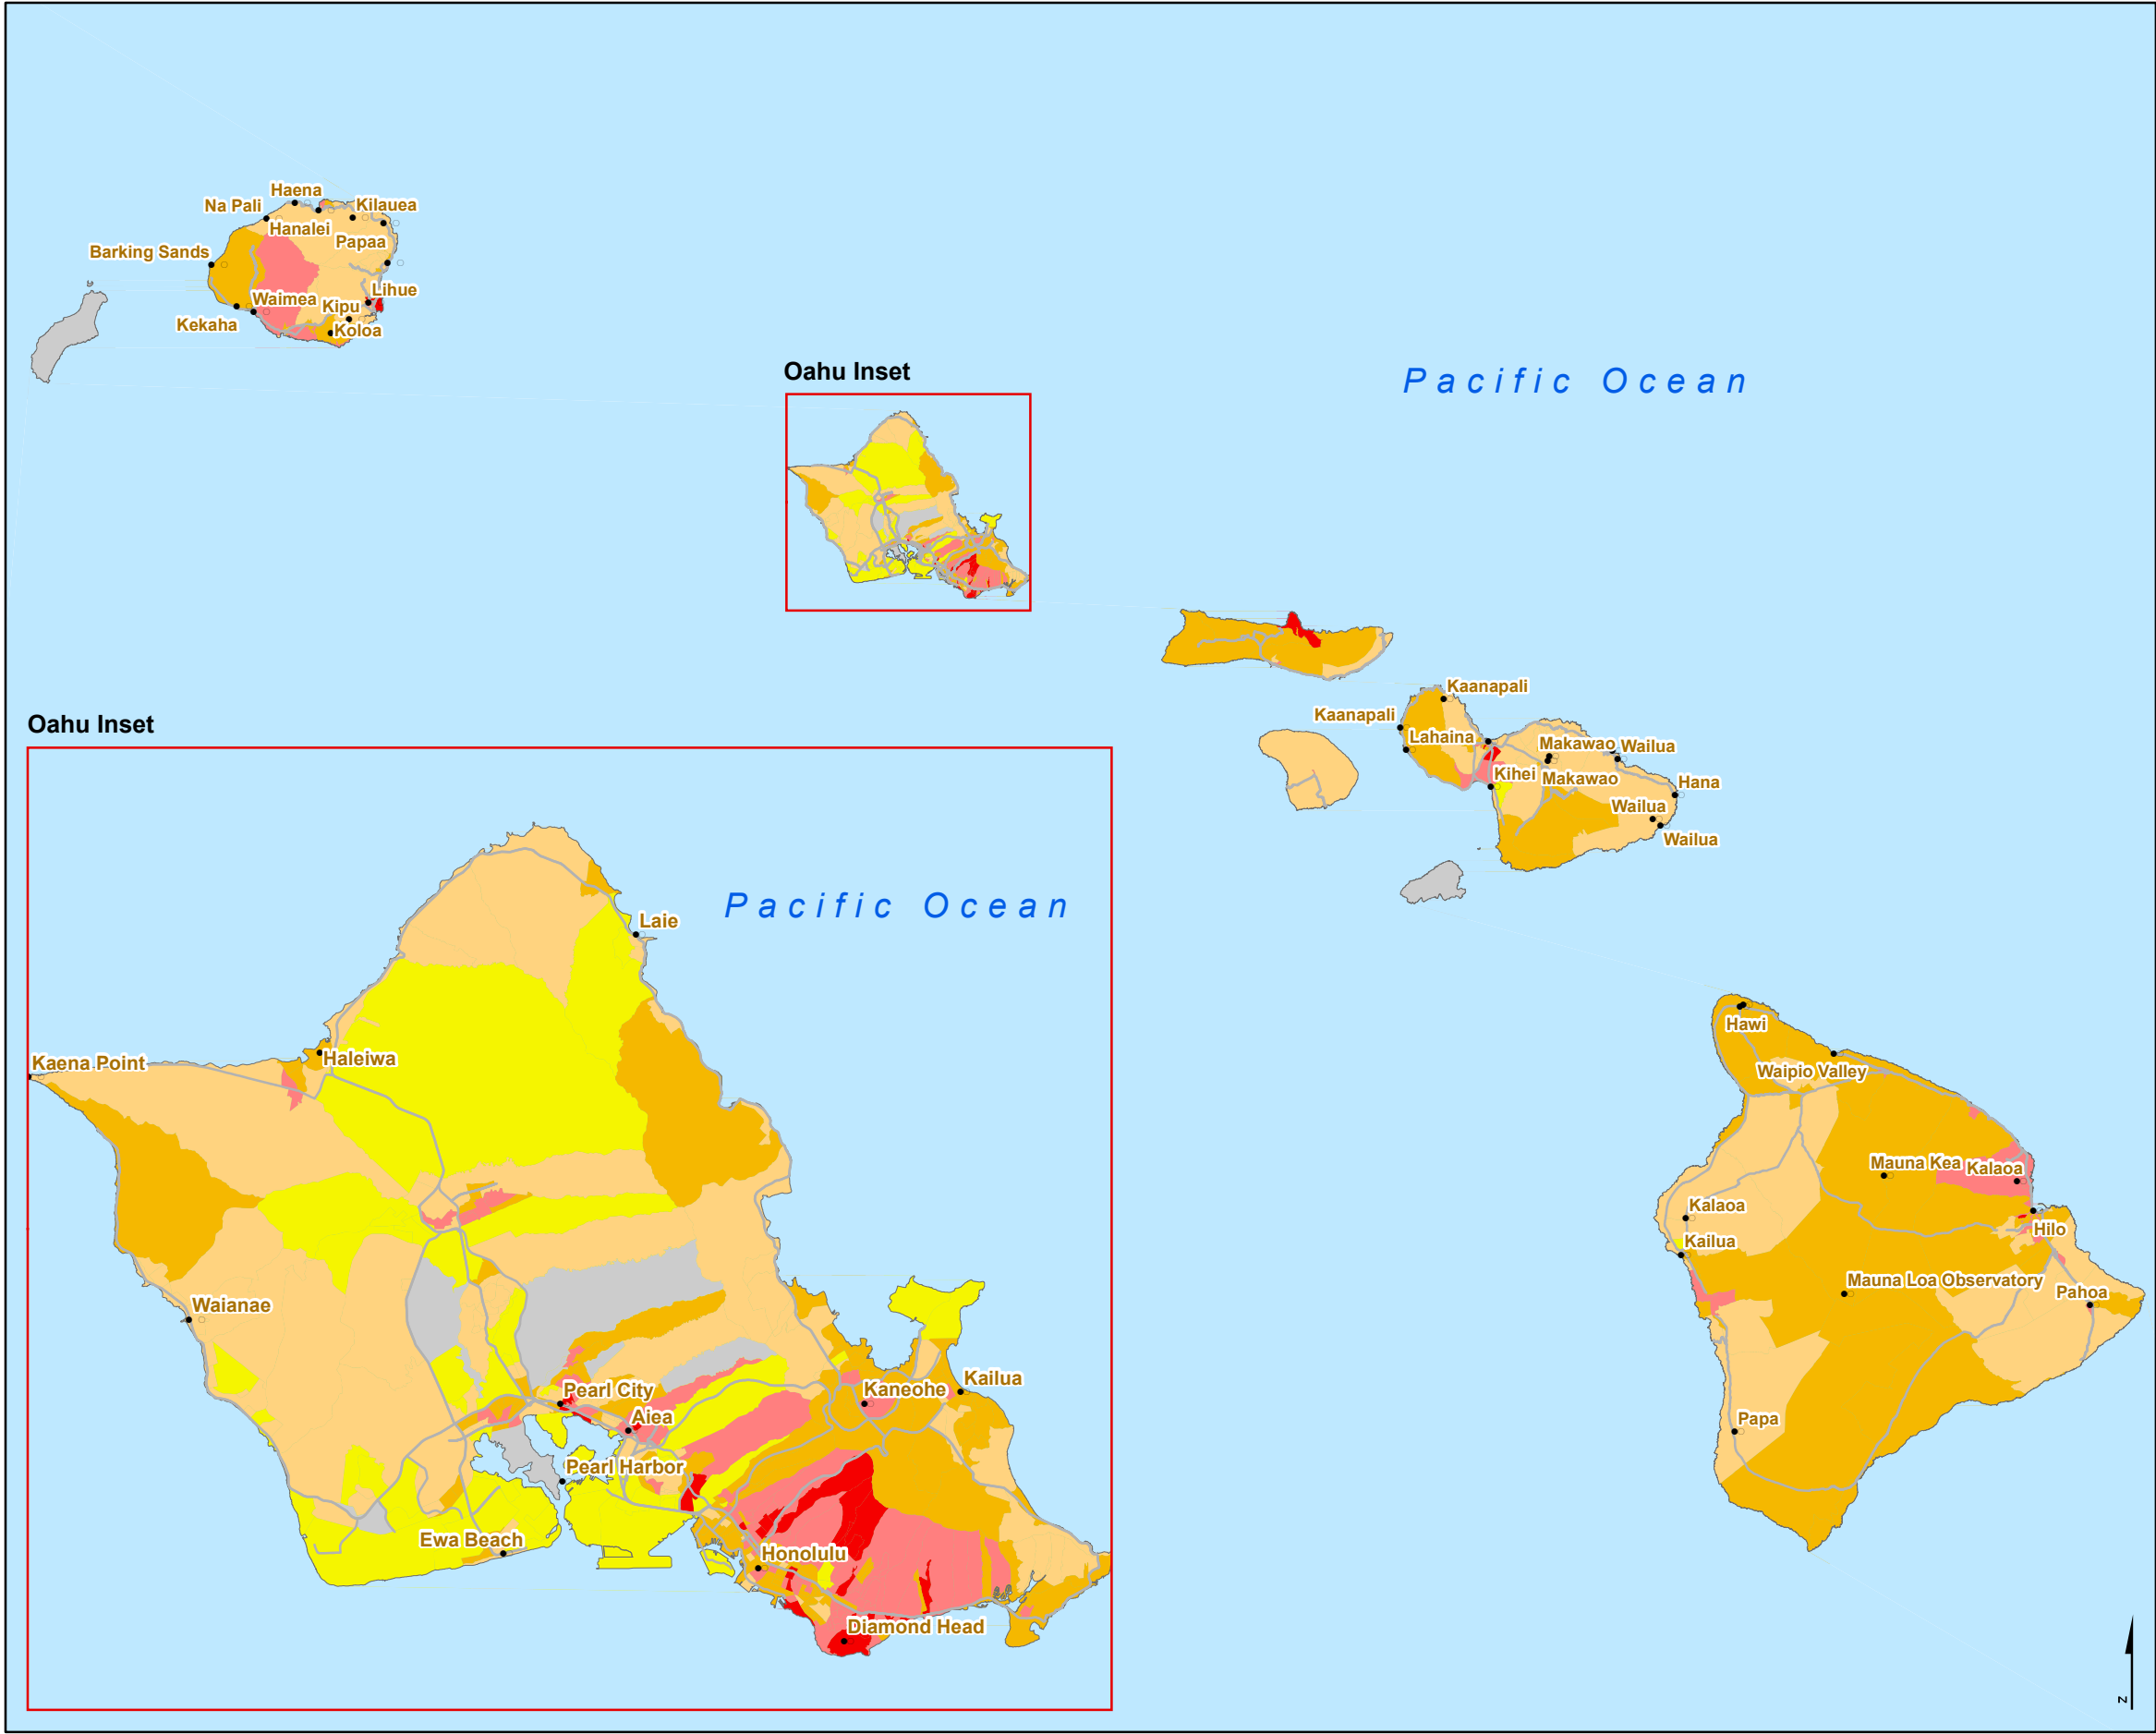 Haena
Na Pali
Kilauea
Hanalei
Papaa
Barking Sands
Lihue
Waimea
Kipu
Kekaha
Koloa
Oahu Inset
Pacific Ocean
Kaanapali
Kaanapali
Lahaina
Makawao
Wailua
Kihei
Makawao
Hana
Wailua
Wailua
Oahu Inset
Pacific Ocean
Laie
Haleiwa
Kaena Point
Waianae
Pearl City
Aiea
Kaneohe
Kailua
Pearl Harbor
Ewa Beach
Honolulu
Diamond Head
Hawi
Waipio Valley
Mauna Kea
Kalaoa
Kalaoa
Hilo
Kailua
Mauna Loa Observatory
Pahoa
Papa
N